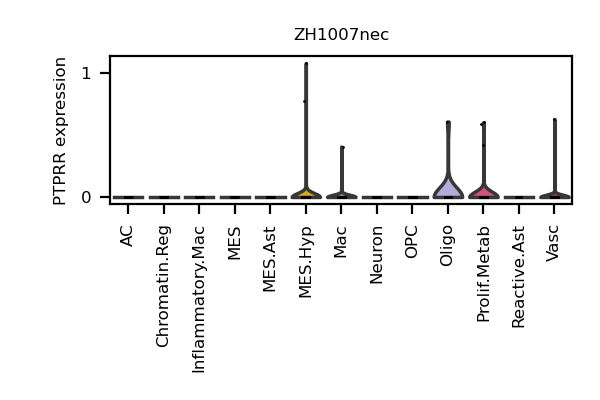 ZH1007nec
PTPRR expression
1
0
AC
Chromatin.Reg
Inflammatory.Mac
MES
MES.Ast
MES.Hyp
Mac
Neuron
OPC
Oligo
Prolif.Metab
Reactive.Ast
Vasc